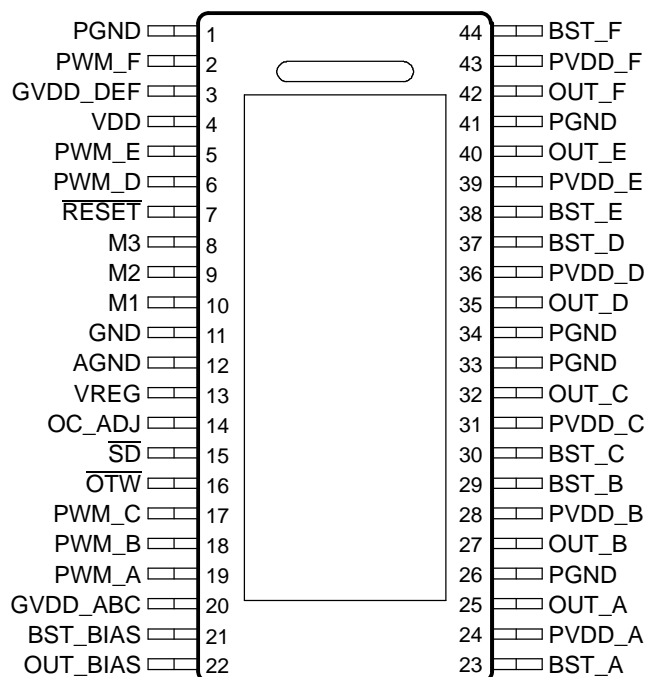 PGND 1 44 BST_F
PWM_F 2 43 PVDD_F
GVDD_DEF 3 42 OUT_F
VDD 4 41 PGND
PWM_E 5 40 OUT_E
PWM_D 6 39 PVDD_E
RESET 7 38 BST_E
M3 8 37 BST_D
M2 9 36 PVDD_D
M1 10 35 OUT_D
GND 11 34 PGND
AGND 12 33 PGND
VREG 13 32 OUT_C
OC_ADJ 14 31 PVDD_C
SD 15 30 BST_C
OTW 16 29 BST_B
PWM_C 17 28 PVDD_B
PWM_B 18 27 OUT_B
PWM_A 19 26 PGND
GVDD_ABC 20 25 OUT_A
BST_BIAS 21 24 PVDD_A
OUT_BIAS 22 23 BST_A